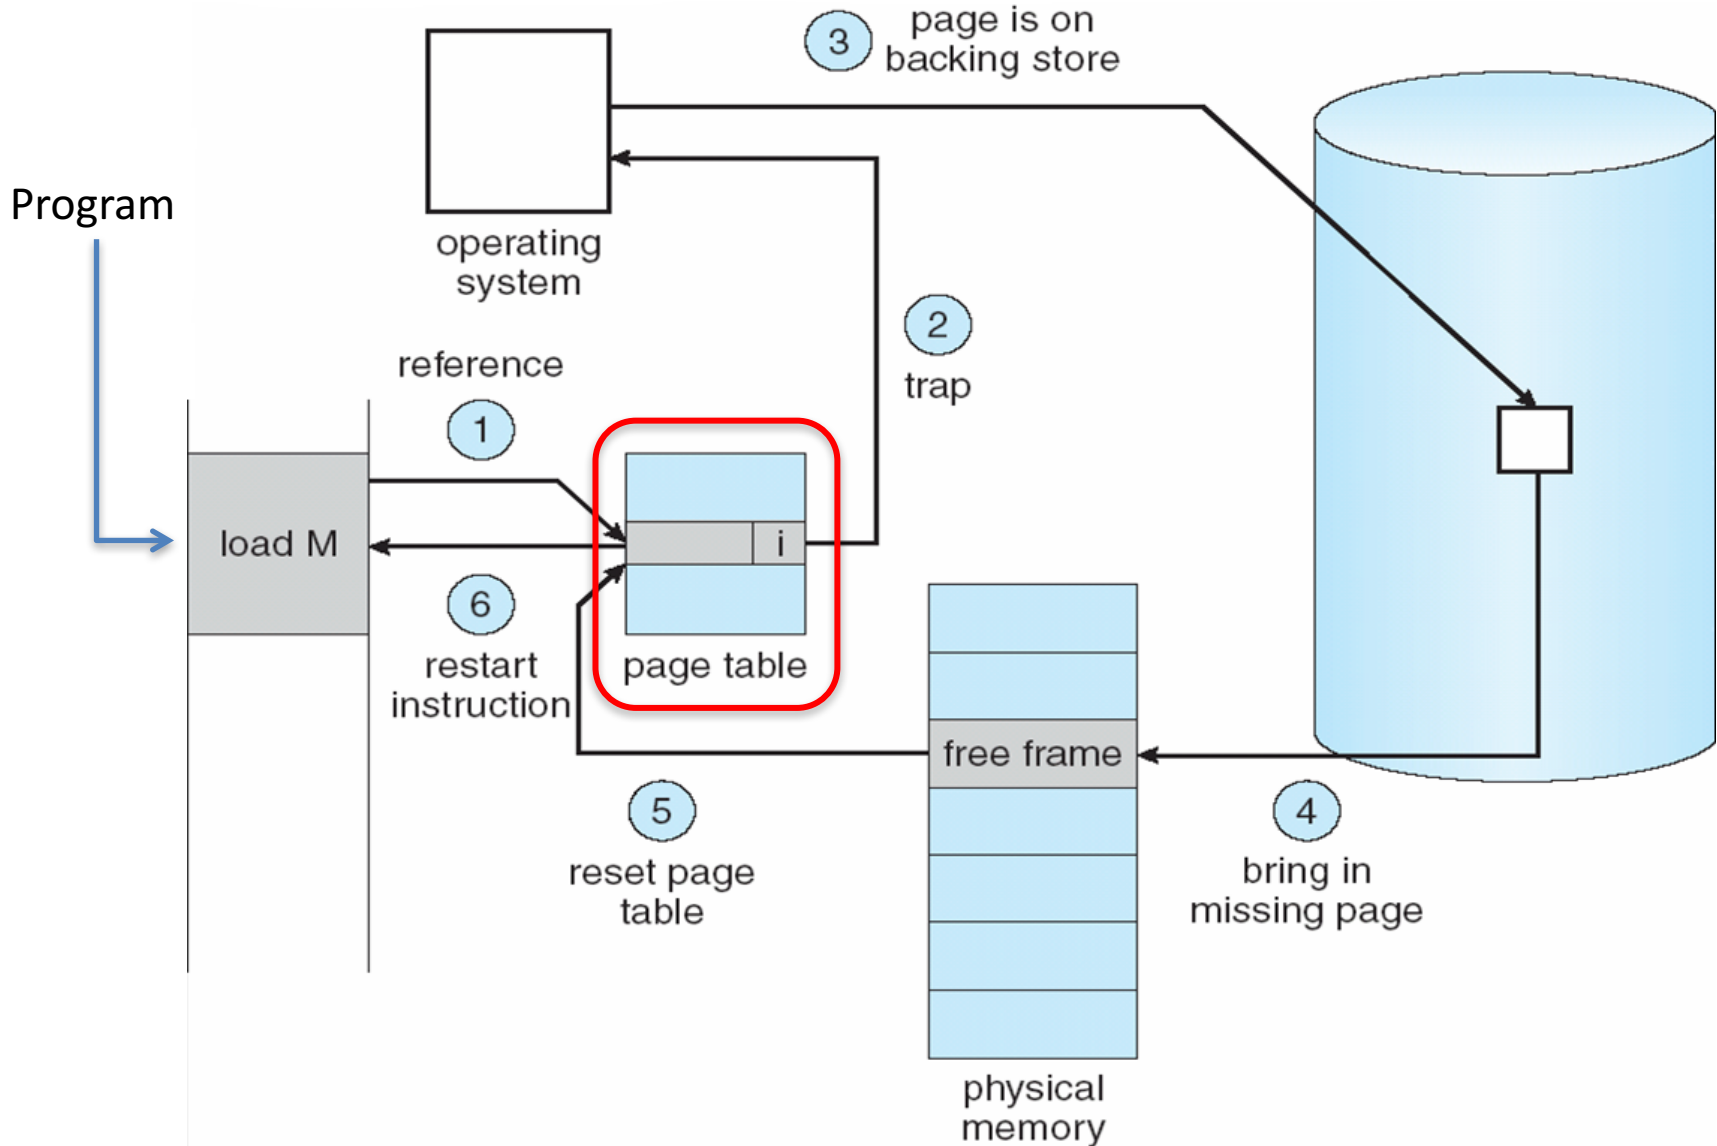 3
page is on
backing store
Program
operating
system
2
trap
reference
1
load M
i
6
restart
instruction
page table
free frame
5
reset page
table
4
bring in
missing page
physical
memory